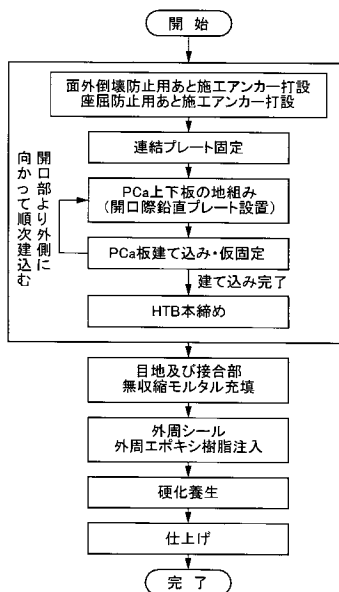 開 始
面外倒壊防止用あと施工アンカー打設
座屈防止用あと施工アンカー打設
連結プレート固定
PCa上下板の地組み
（開口際鉛直プレート設置）
PCa板建て込み・仮固定
建て込み完了
HTB本締め
開口部より外側に
向かって順次建込む
目地及び接合部
無収縮モルタル充填
外周シール
外周エポキシ樹脂注入
硬化養生
仕上げ
完 了